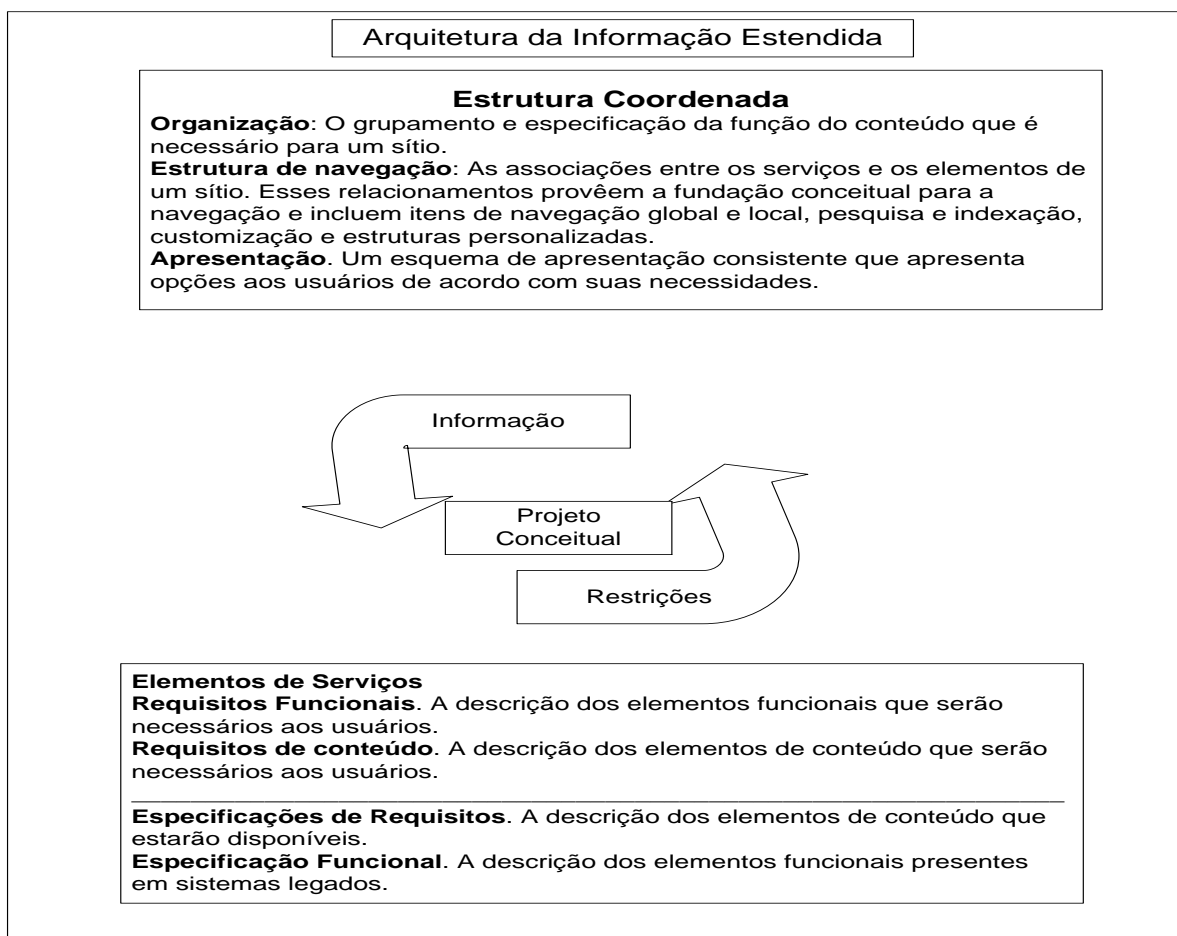 Arquitetura da Informação Estendida
Estrutura Coordenada
Organização: O grupamento e especificação da função do conteúdo que é
necessário para um sítio.
Estrutura de navegação: As associações entre os serviços e os elementos de
um sítio. Esses relacionamentos provêem a fundação conceitual para a
navegação e incluem itens de navegação global e local, pesquisa e indexação,
customização e estruturas personalizadas.
Apresentação. Um esquema de apresentação consistente que apresenta
opções aos usuários de acordo com suas necessidades.
Informação
Projeto
Conceitual
Restrições
Elementos de Serviços
Requisitos Funcionais. A descrição dos elementos funcionais que serão
necessários aos usuários.
Requisitos de conteúdo. A descrição dos elementos de conteúdo que serão
necessários aos usuários.
Especificações de Requisitos. A descrição dos elementos de conteúdo que
estarão disponíveis.
Especificação Funcional. A descrição dos elementos funcionais presentes
em sistemas legados.